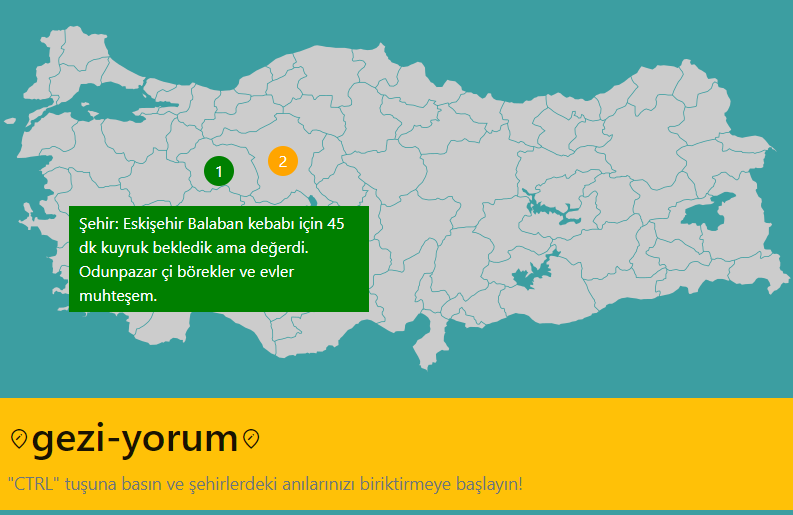 1
2
Şehir: Eskişehir Balaban kebabı için 45
dk kuyruk bekledik ama değerdi.
Odunpazar çi börekler ve evler
muhteşem.
gezi-yorum
"CTRL" tuşuna basın ve şehirlerdeki anılarınızı biriktirmeye başlayın!